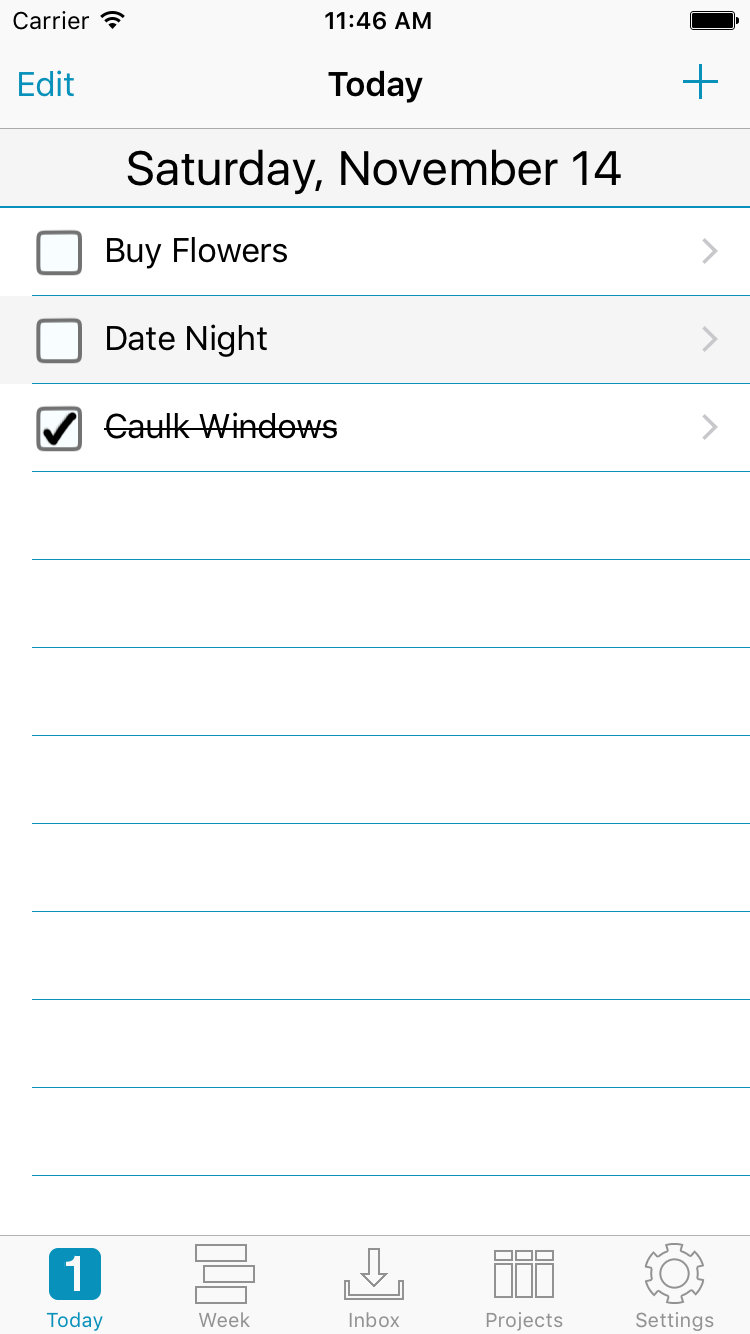 Carrier 11:46 AM
Edit Today
Saturday, November 14
Buy Flowers
Date Night
Caulk Windows
1
Today Week Inbox Projects Settings